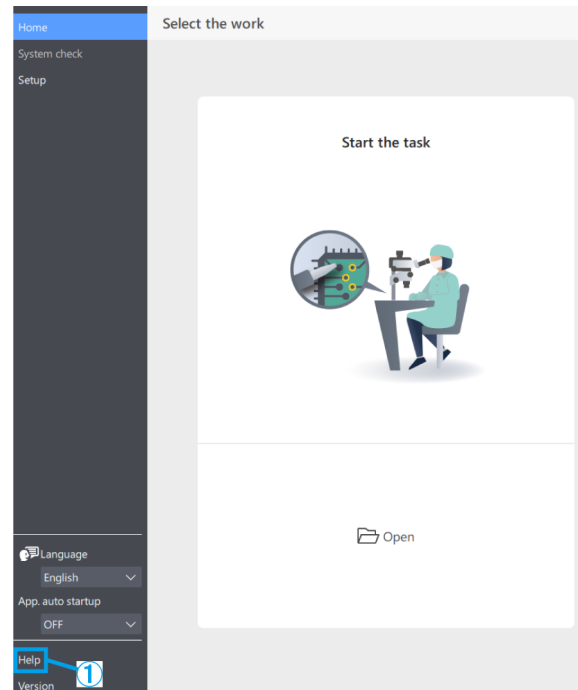 Home
Select the work
System check
Setup
Start the task
Open
Language
English
App. auto startup
OFF
Help
①
Version